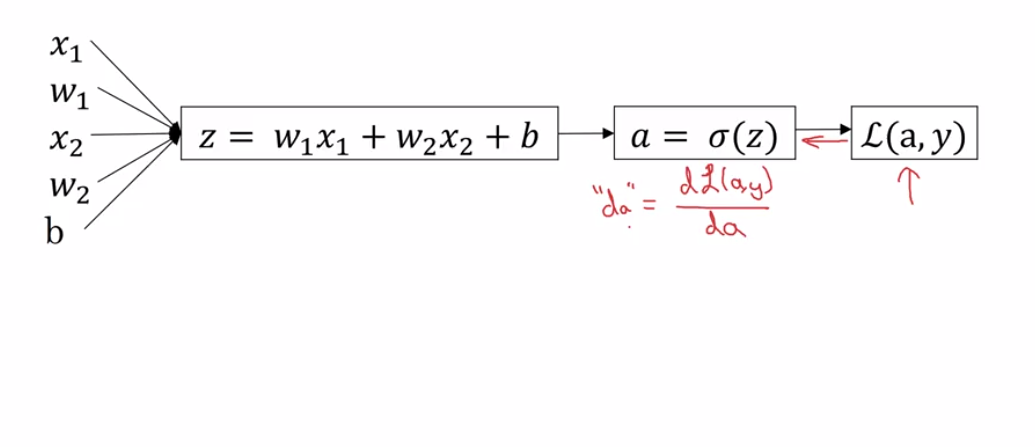 x₁
w₁
x₂
w₂
b
z = w₁x₁ + w₂x₂ + b
a = σ(z)
ℒ(a, y)
"da" = dℒ(a,y) / da